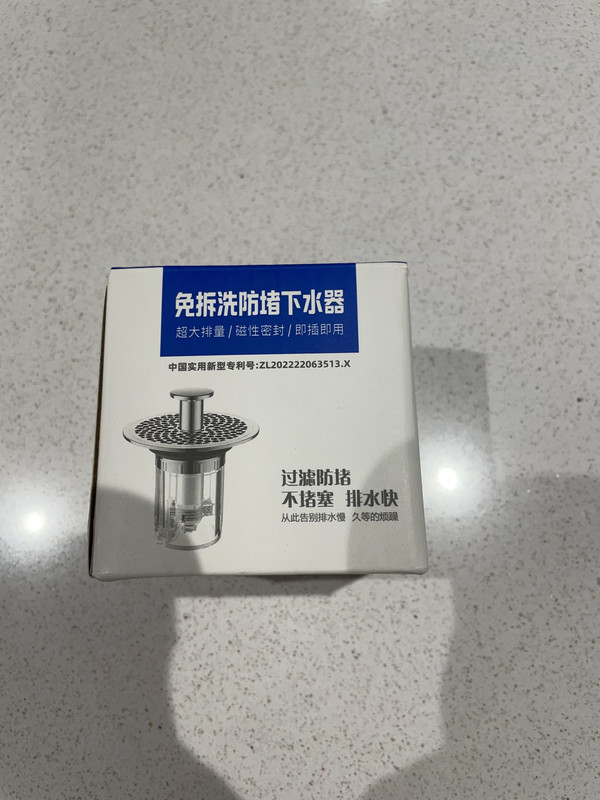 免拆洗防堵下水器
超大排量/磁性密封/即插即用
中国实用新型专利号:ZL202222063513.X
过滤防堵
不堵塞 排水快
从此告别排水慢 久等的烦躁